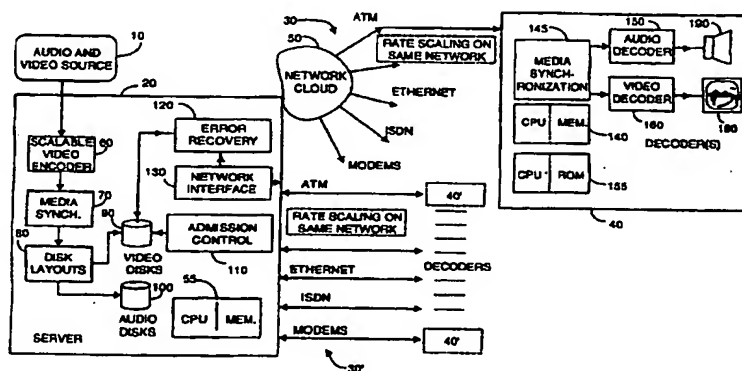 10
AUDIO AND
VIDEO SOURCE
20
SCALABLE
VIDEO
ENCODER
60
MEDIA
SYNCH.
70
80
DISK
LAYOUTS
90
VIDEO
DISKS
100
AUDIO
DISKS
120
ERROR
RECOVERY
130
NETWORK
INTERFACE
ADMISSION
CONTROL
110
55
CPU
MEM.
SERVER
30
50
NETWORK
CLOUD
ATM
RATE SCALING ON
SAME NETWORK
ETHERNET
ISDN
MODEMS
ATM
RATE SCALING ON
SAME NETWORK
ETHERNET
ISDN
MODEMS
30'
40'
DECODERS
40'
145
MEDIA
SYNCH-
RONIZATION
150
AUDIO
DECODER
190
VIDEO
DECODER
160
180
CPU
MEM.
140
DECODER(S)
CPU
ROM
155
40